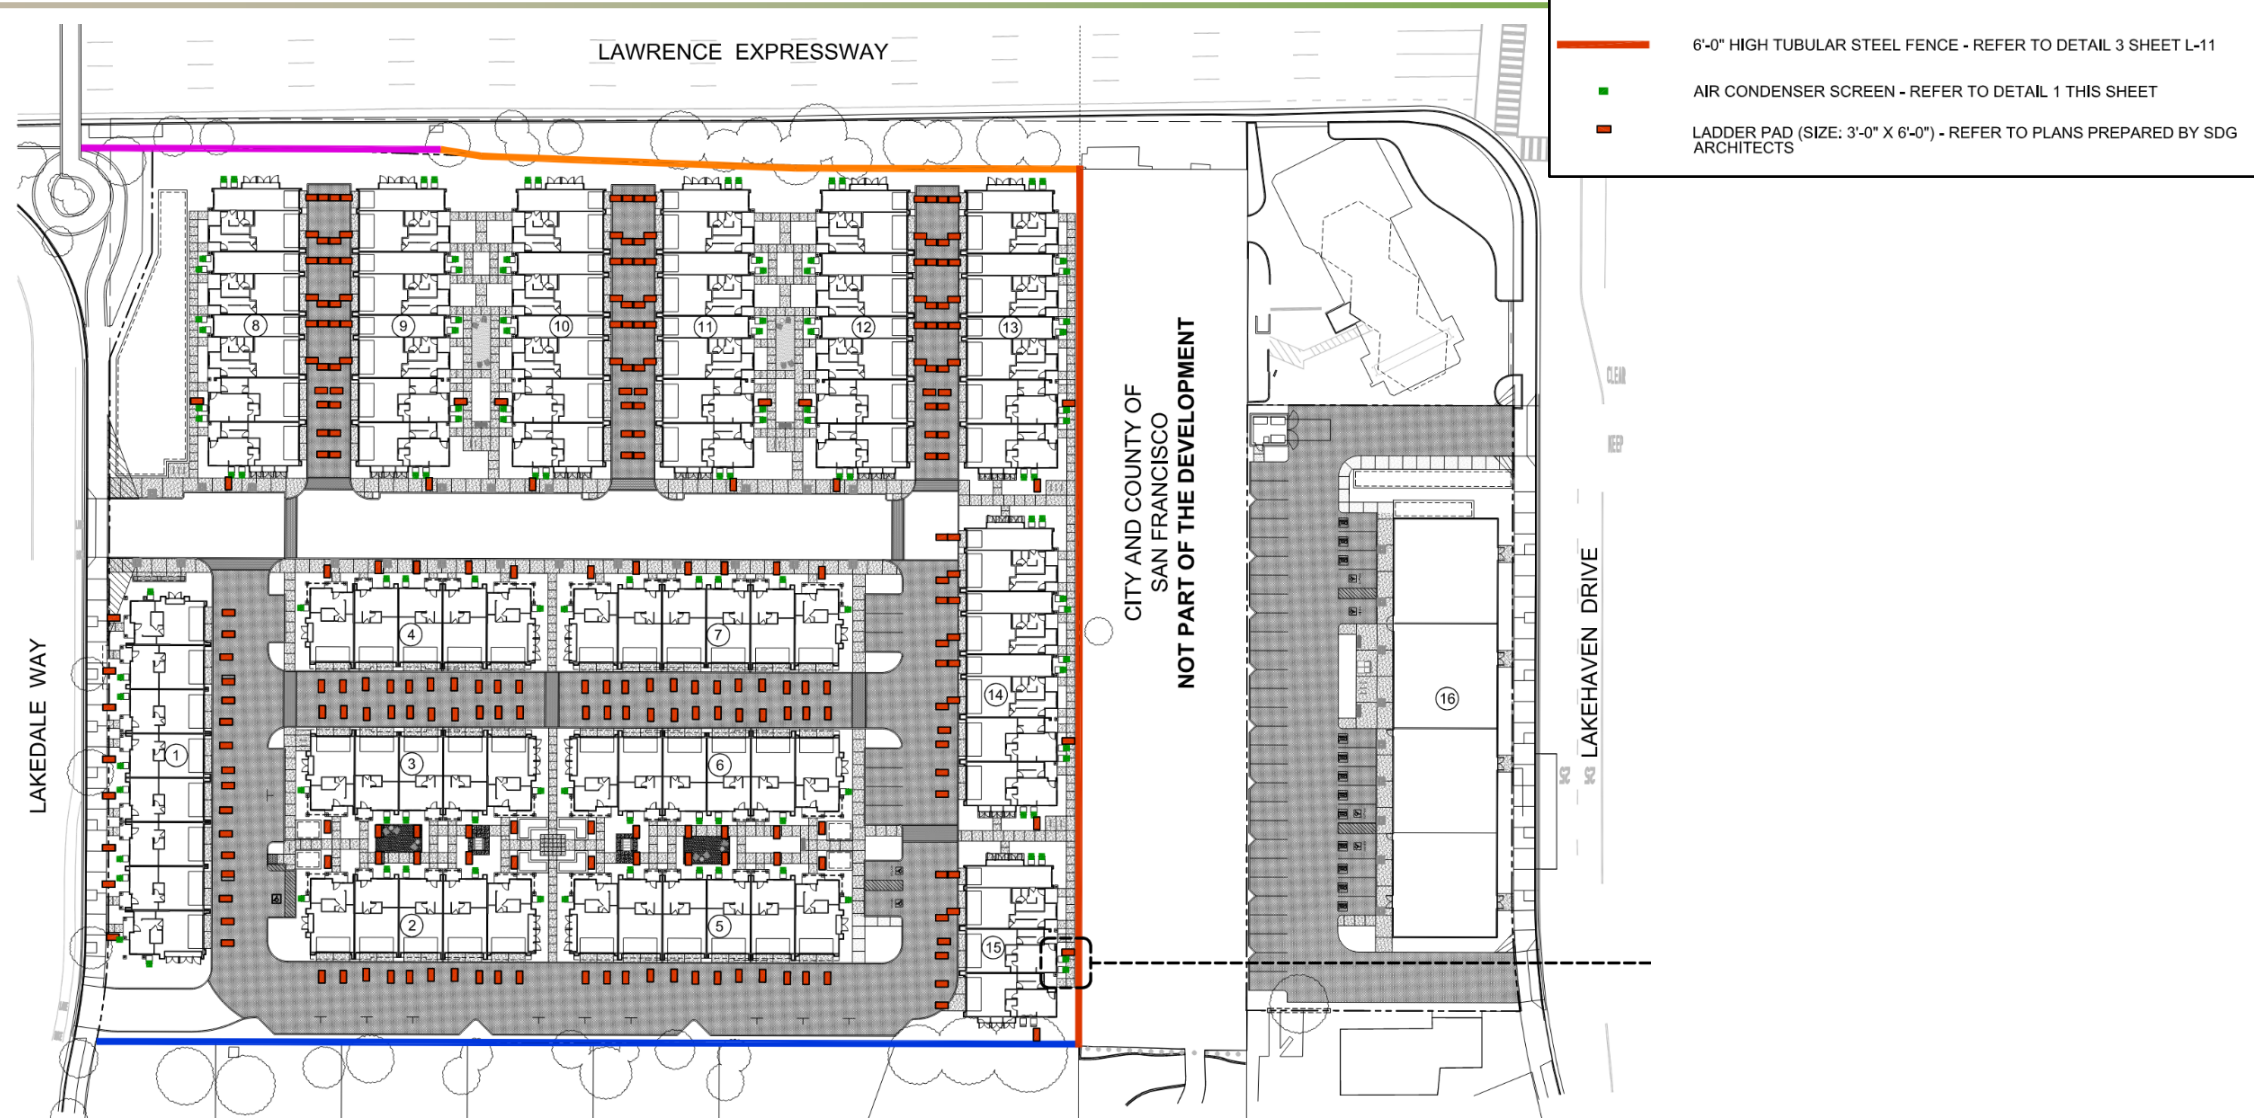 LAWRENCE EXPRESSWAY
6'-0" HIGH TUBULAR STEEL FENCE - REFER TO DETAIL 3 SHEET L-11
AIR CONDENSER SCREEN - REFER TO DETAIL 1 THIS SHEET
LADDER PAD (SIZE: 3'-0" X 6'-0") - REFER TO PLANS PREPARED BY SDG
ARCHITECTS
8
9
10
11
12
13
CITY AND COUNTY OF
SAN FRANCISCO
NOT PART OF THE DEVELOPMENT
CLEAR
KEEP
LAKEDALE WAY
LAKEHAVEN DRIVE
4
7
14
16
1
3
6
2
5
15